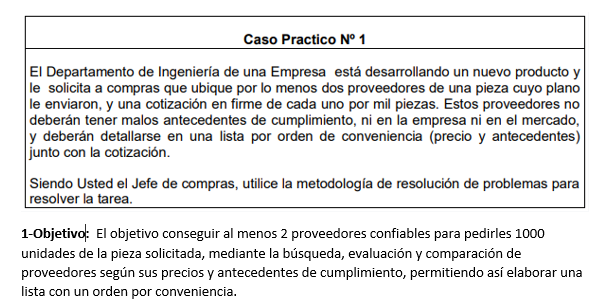 Caso Practico Nº 1
El Departamento de Ingeniería de una Empresa está desarrollando un nuevo producto y
le solicita a compras que ubique por lo menos dos proveedores de una pieza cuyo plano
le enviaron, y una cotización en firme de cada uno por mil piezas. Estos proveedores no
deberán tener malos antecedentes de cumplimiento, ni en la empresa ni en el mercado,
y deberán detallarse en una lista por orden de conveniencia (precio y antecedentes)
junto con la cotización.
Siendo Usted el Jefe de compras, utilice la metodología de resolución de problemas para
resolver la tarea.
1-Objetivo: El objetivo conseguir al menos 2 proveedores confiables para pedirles 1000
unidades de la pieza solicitada, mediante la búsqueda, evaluación y comparación de
proveedores según sus precios y antecedentes de cumplimiento, permitiendo así elaborar una
lista con un orden por conveniencia.